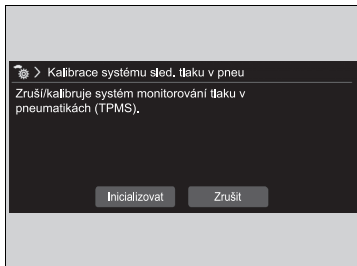 > Kalibrace systému sled. tlaku v pneu
Zruší/kalibruje systém monitorování tlaku v
pneumatikách (TPMS).
Inicializovat Zrušit